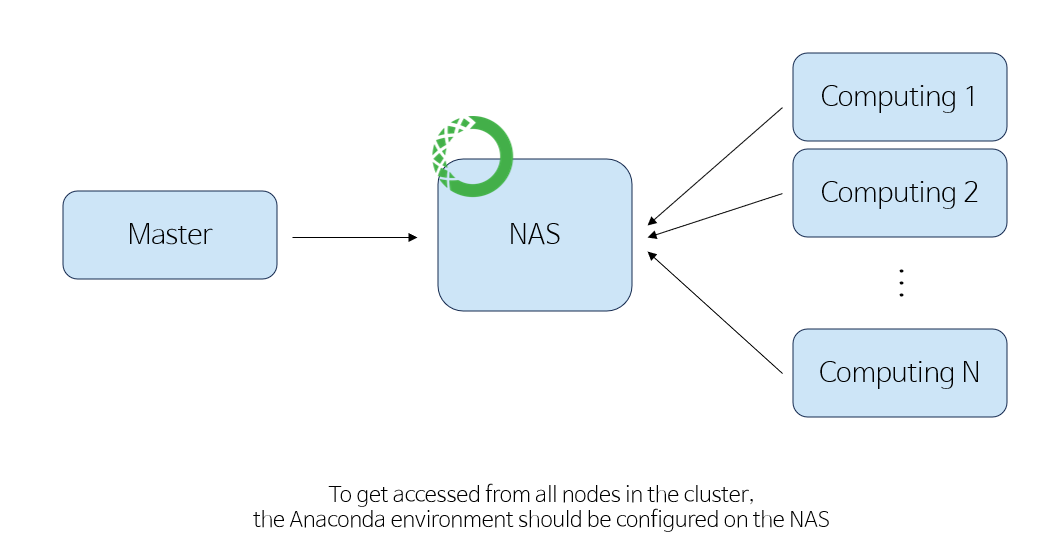 Computing 1
Computing 2
Master
NAS
Computing N
To get accessed from all nodes in the cluster,
the Anaconda environment should be configured on the NAS